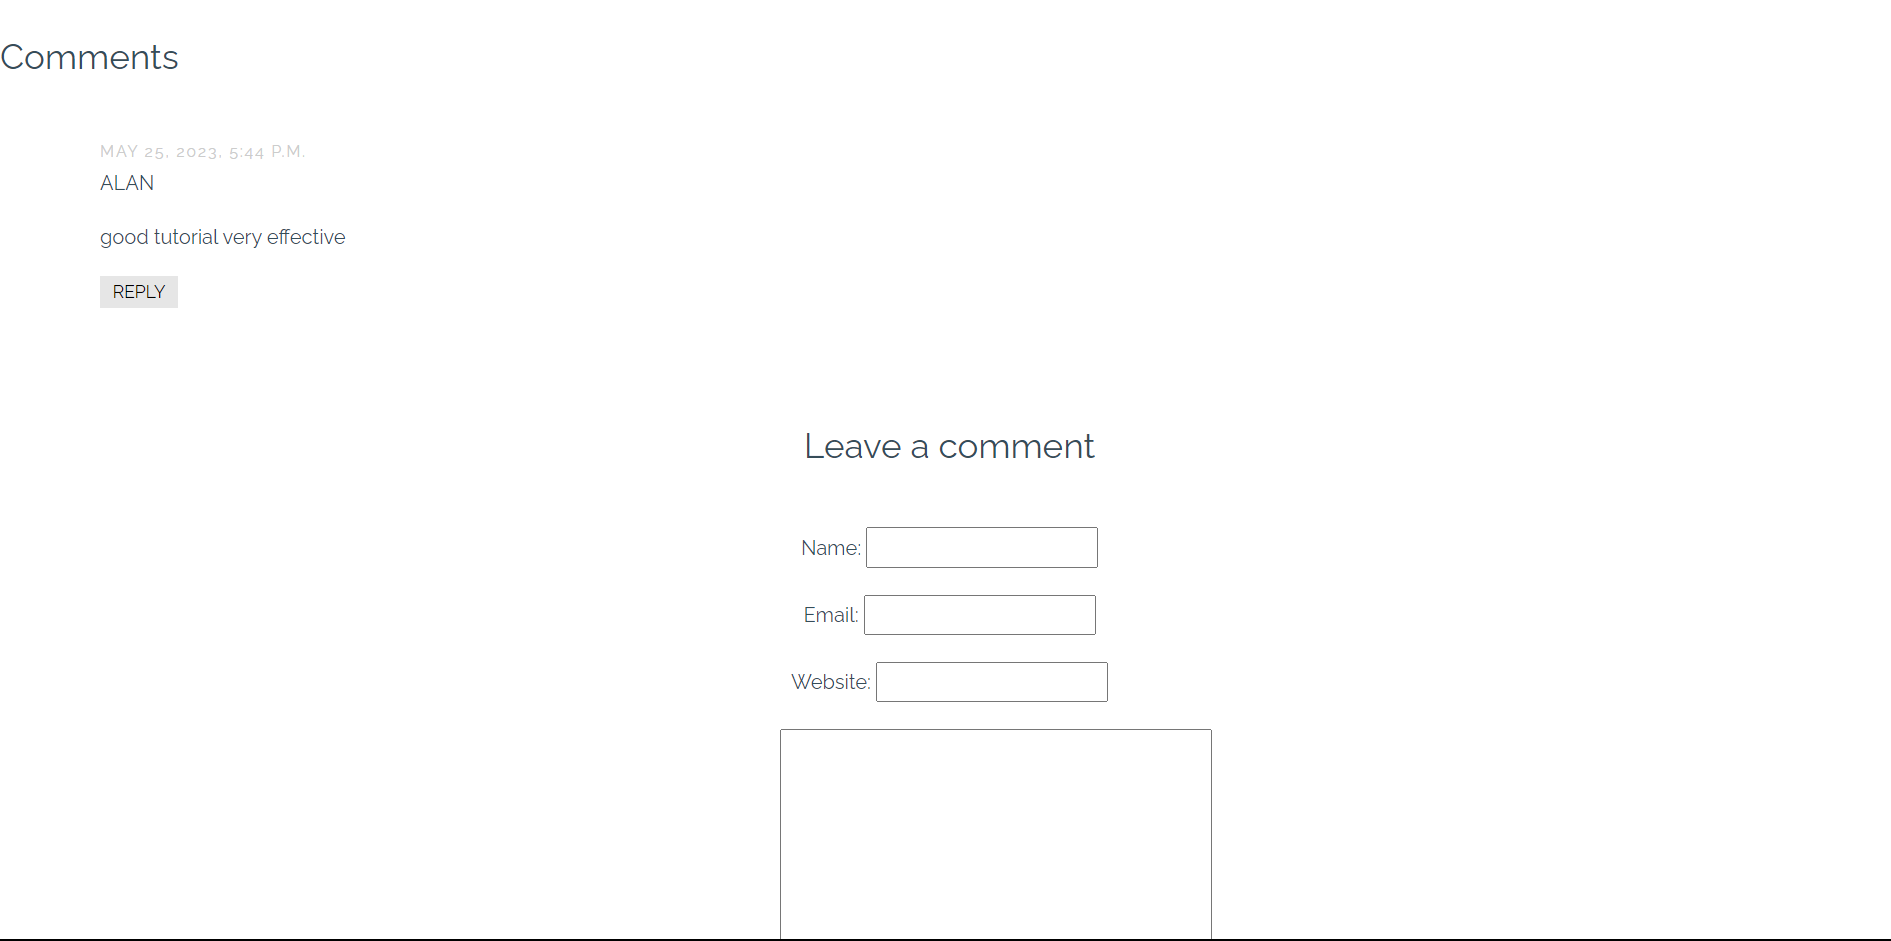 Comments
MAY 25, 2023, 5:44 P.M.
ALAN
good tutorial very effective
REPLY
Leave a comment
Name:
Email:
Website: